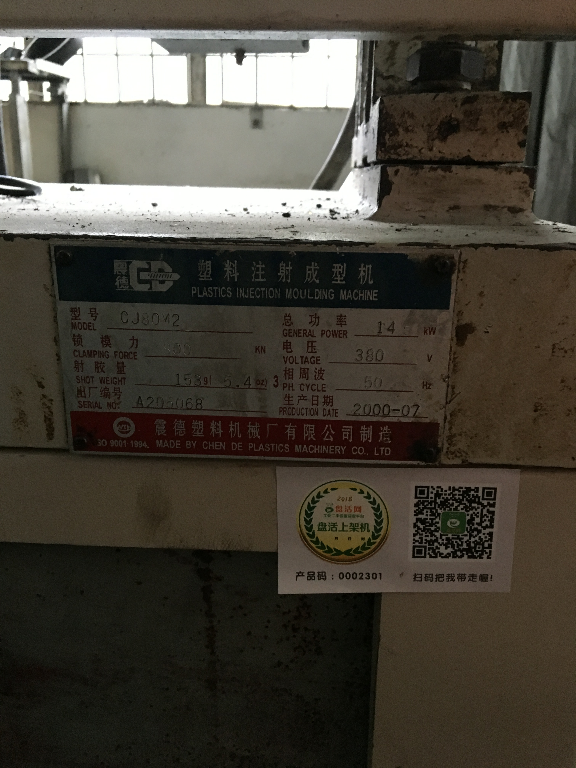 震德
CD
塑料注射成型机
PLASTICS INJECTION MOULDING MACHINE
型号
MODEL
总功率 14 KW
GENERAL POWER
锁模力 KN
CLAMPING FORCE
电压 380 V
VOLTAGE
射胶量
SHOT WEIGHT
相周波 50 Hz
PH. CYCLE
出厂编号
SERIAL NO:
生产日期 2000-07
PRODUCTION DATE
震德塑料机械厂有限公司制造
ISO 9001 1994. MADE BY CHEN DE PLASTICS MACHINERY CO., LTD
盘活网
盘活上架机
产品码：0002301
扫码把我带走喔!